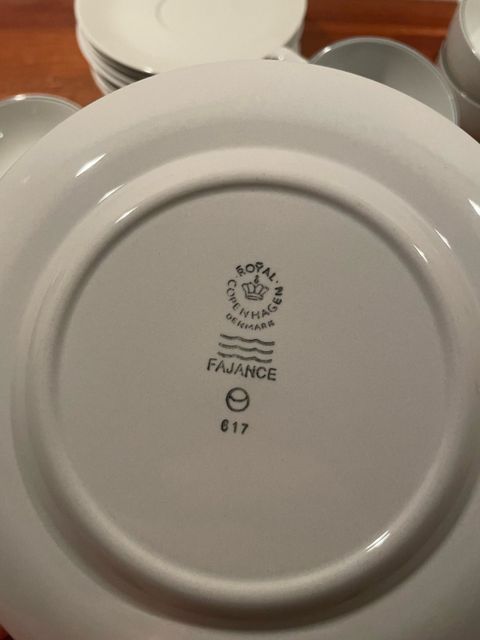 ROYAL
COPENHAGEN
DENMARK
FAJANCE
617